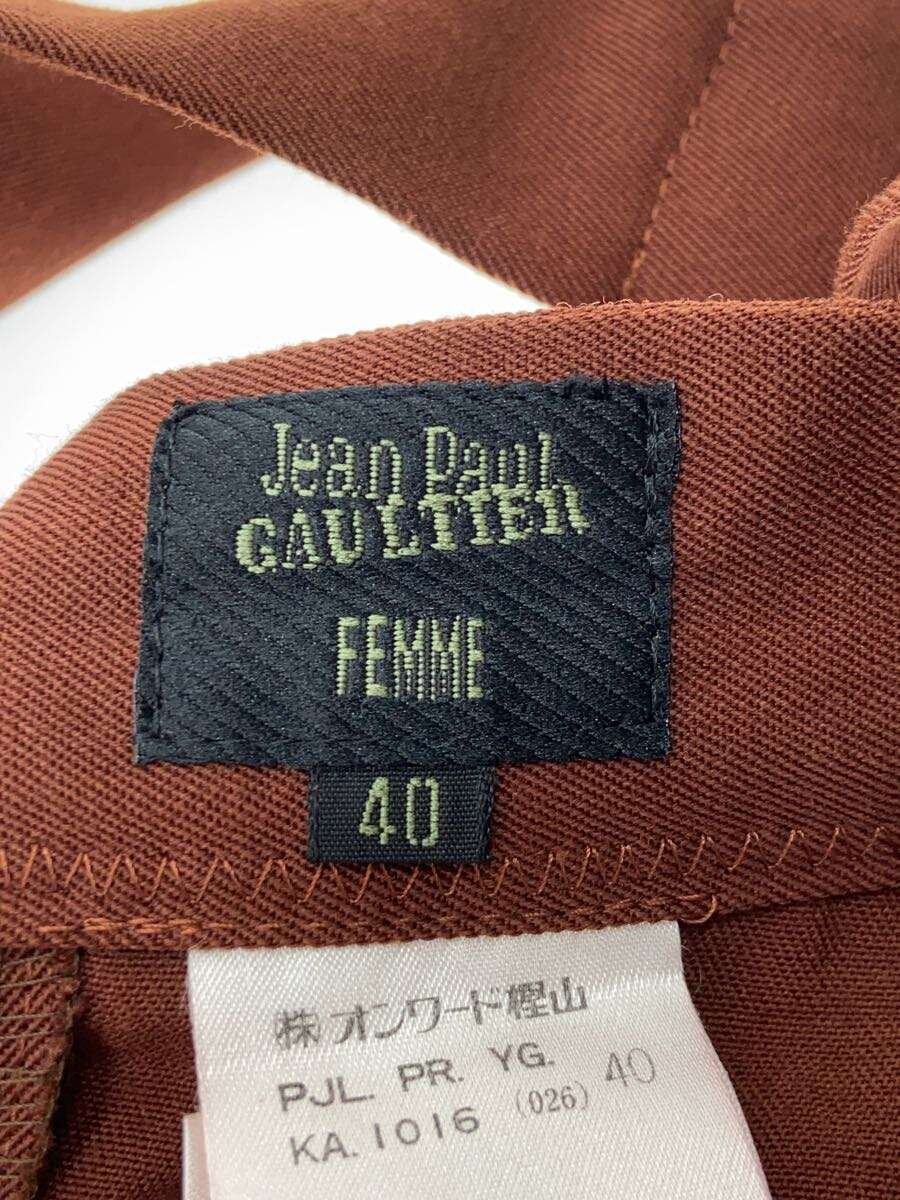 Jean Paul
GAULTIER
FEMME
40
㈱オンワード樫山
PJL. PR. YG. 40
KA.1016 (026)